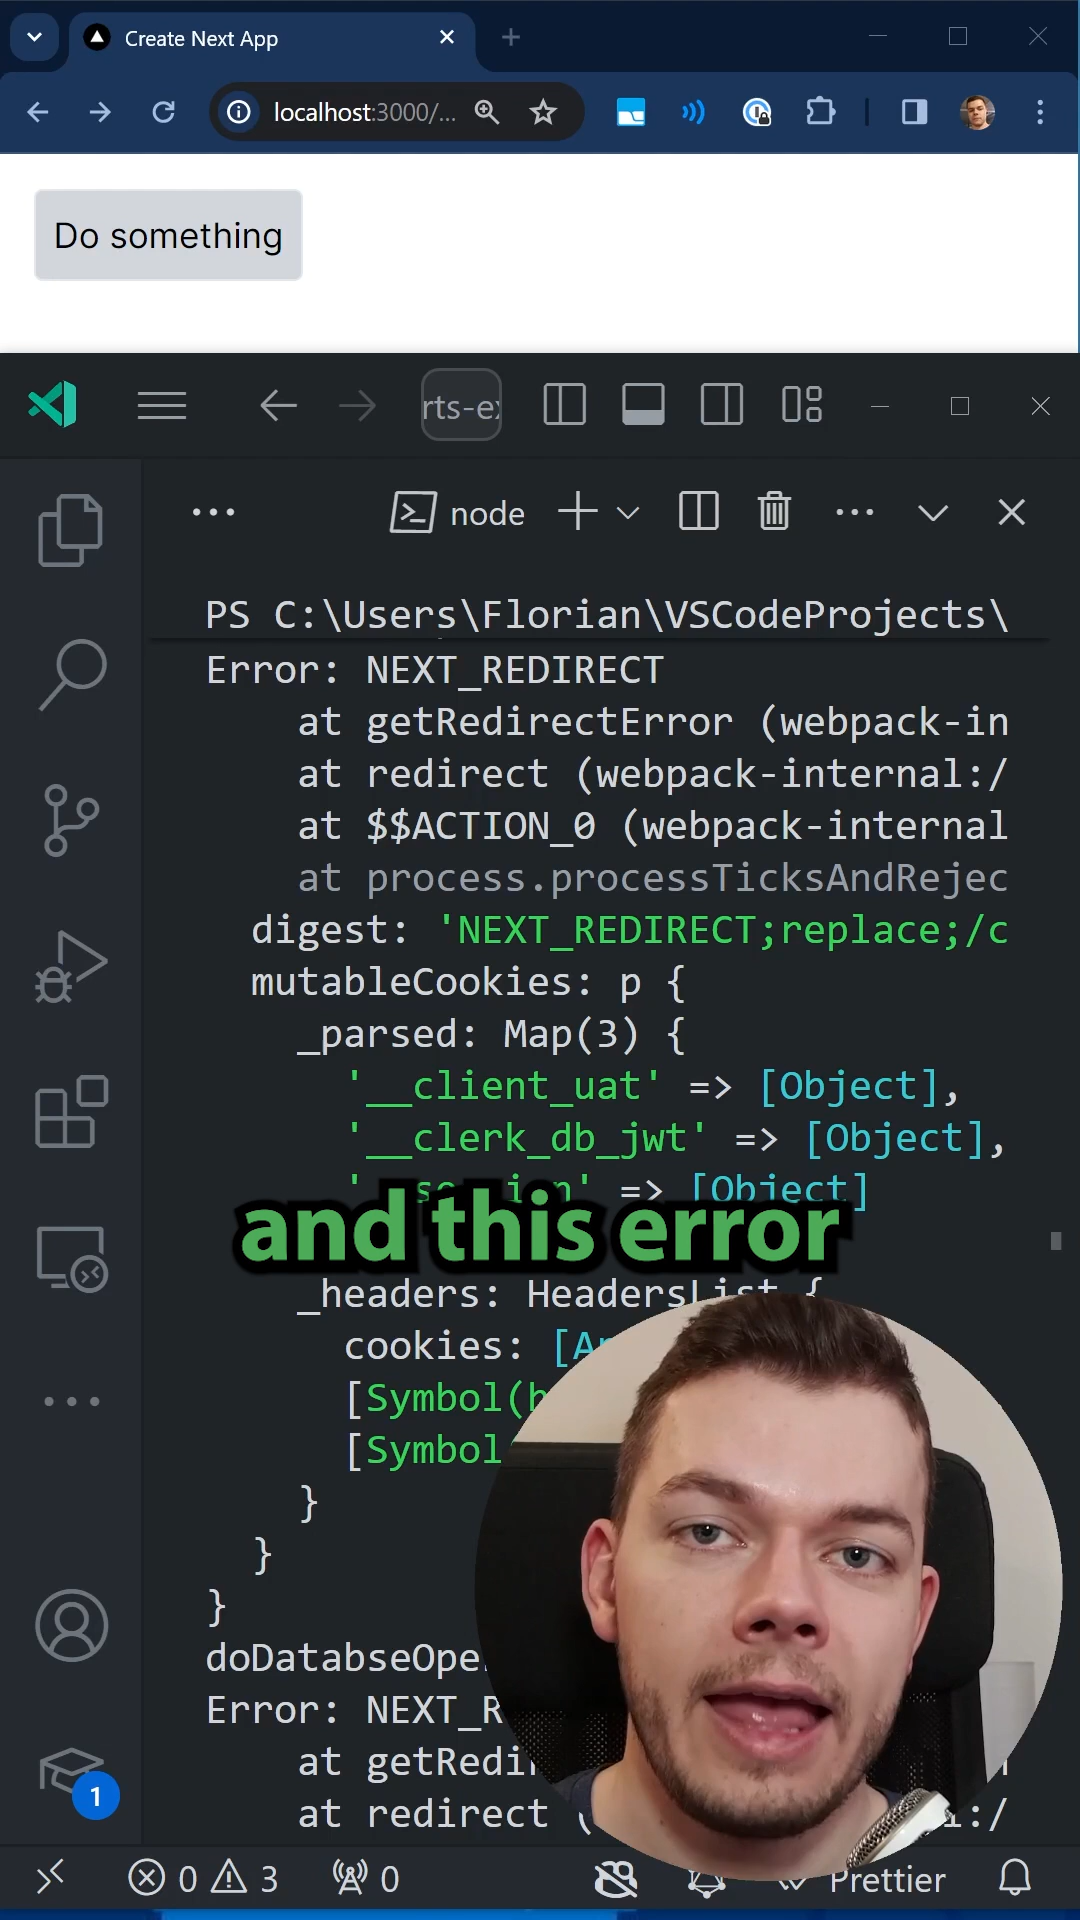 Create Next App
localhost:3000/...
Do something
rts-ex
node
PS C:\Users\Florian\VSCodeProjects\
Error: NEXT_REDIRECT
at getRedirectError (webpack-in
at redirect (webpack-internal:/
at $$ACTION_0 (webpack-internal
at process.processTicksAndRejec
digest: 'NEXT_REDIRECT;replace;/c
mutableCookies: p {
_parsed: Map(3) {
'__client_uat' => [Object],
'__clerk_db_jwt' => [Object],
=> [Object]
and this error
_headers: HeadersList {
cookies: [A
[Symbol(h
[Symbol
}
}
}
doDatabseOpe
Error: NEXT_R
at getRedi
at redirect (
:/
1
0 3 0
Prettier